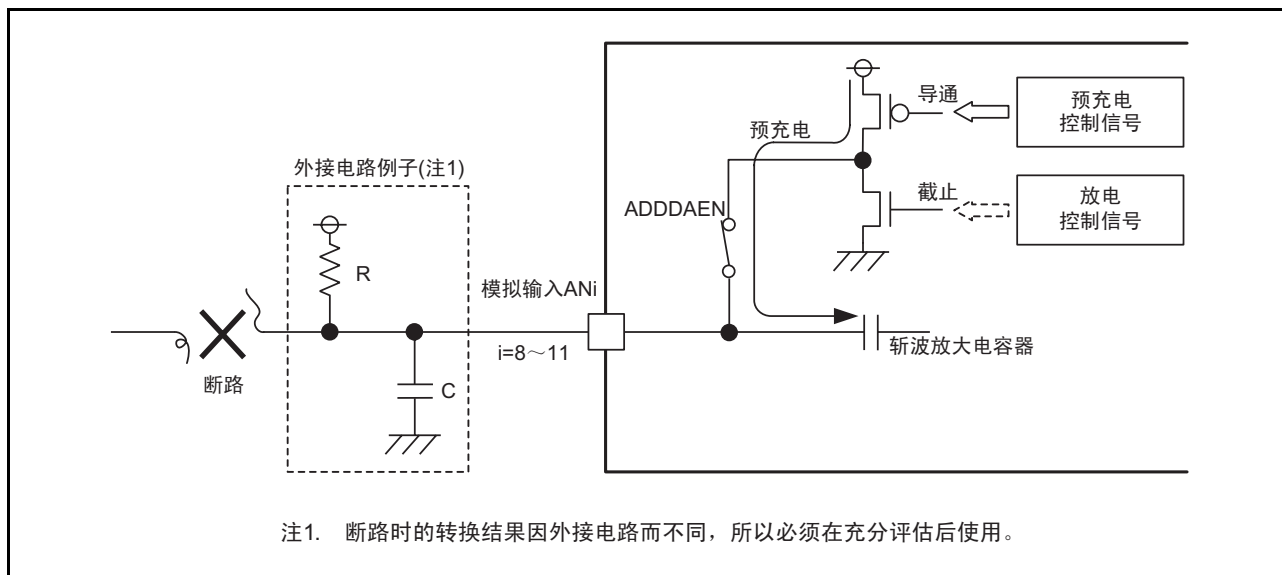 导通
预充电
控制信号
预充电
外接电路例子(注1)
截止
放电
控制信号
ADDDAEN
R
模拟输入ANi
i=8～11
斩波放大电容器
断路
C
注1. 断路时的转换结果因外接电路而不同，所以必须在充分评估后使用。